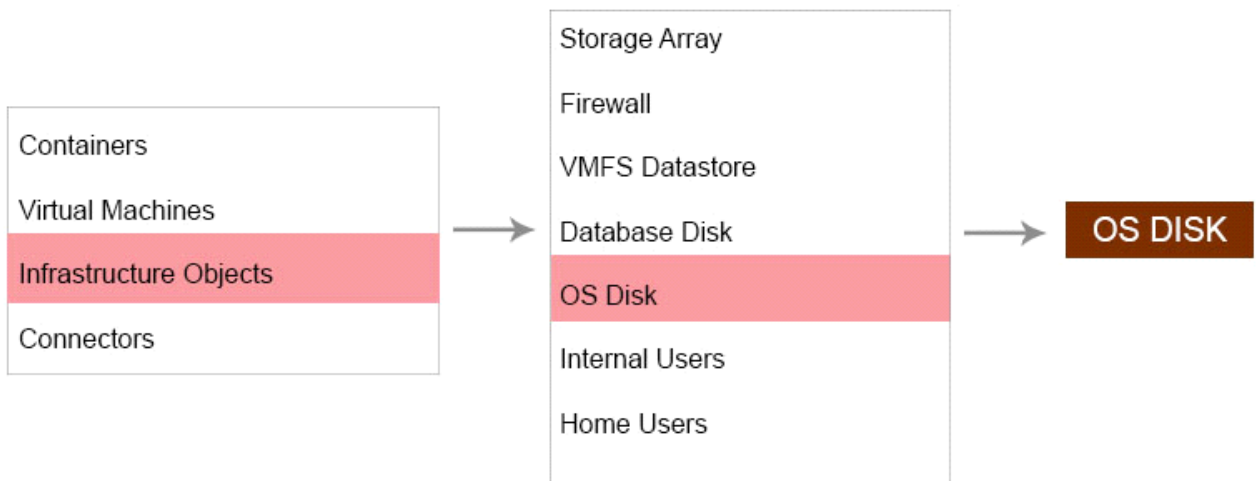 Containers
Virtual Machines
Infrastructure Objects
Connectors
Storage Array
Firewall
VMFS Datastore
Database Disk
OS Disk
Internal Users
Home Users
OS DISK